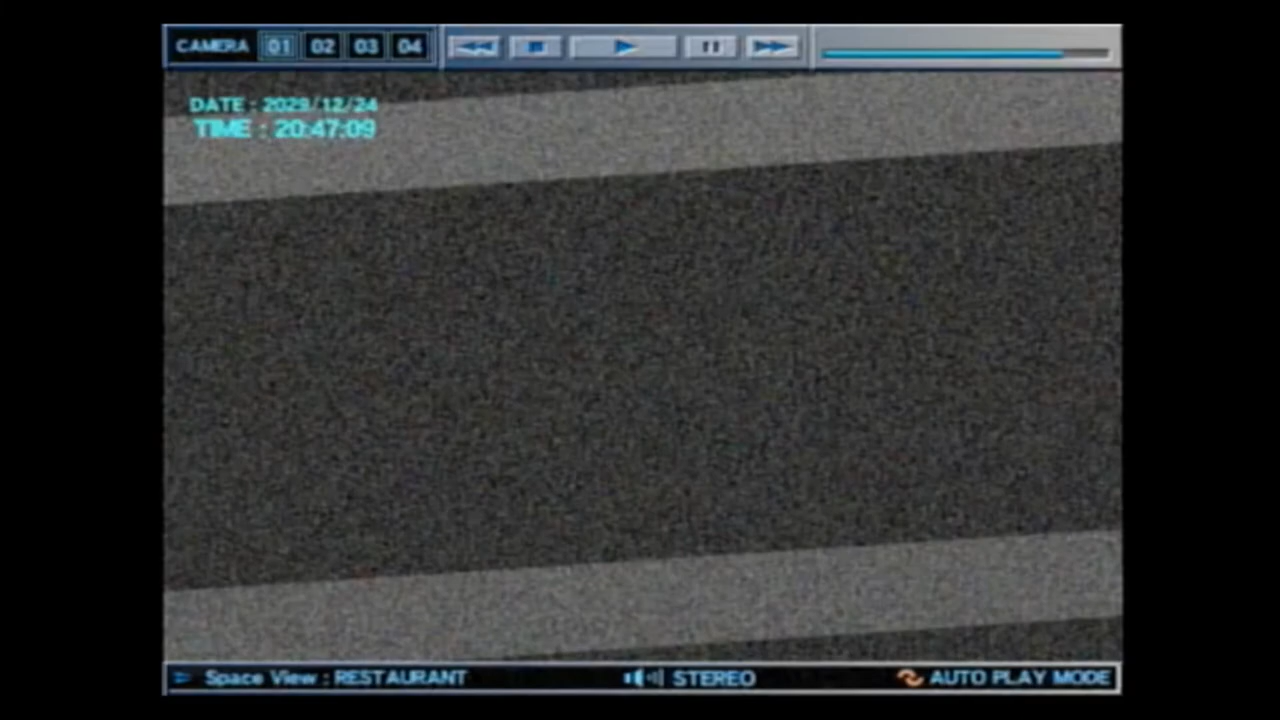 CAMERA 01 02 03 04
DATE : 2029/12/24
TIME : 20:47:09
Space View : RESTAURANT STEREO AUTO PLAY MODE